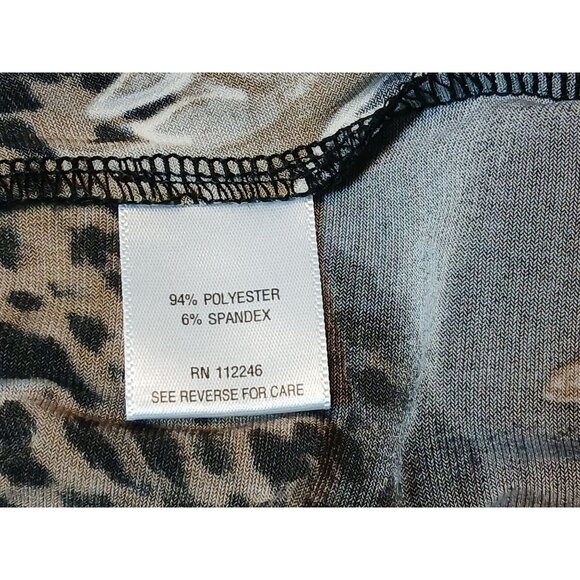 94% POLYESTER
6% SPANDEX
RN 112246
SEE REVERSE FOR CARE